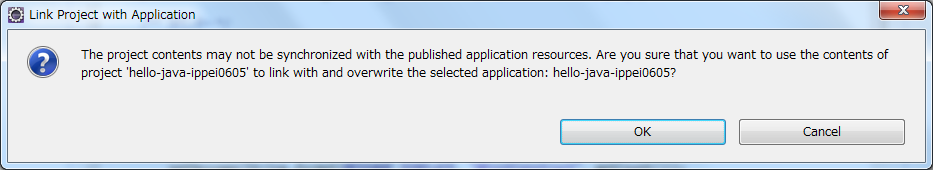 Link Project with Application
The project contents may not be synchronized with the published application resources. Are you sure that you want to use the contents of
project 'hello-java-ippei0605' to link with and overwrite the selected application: hello-java-ippei0605?
OK
Cancel